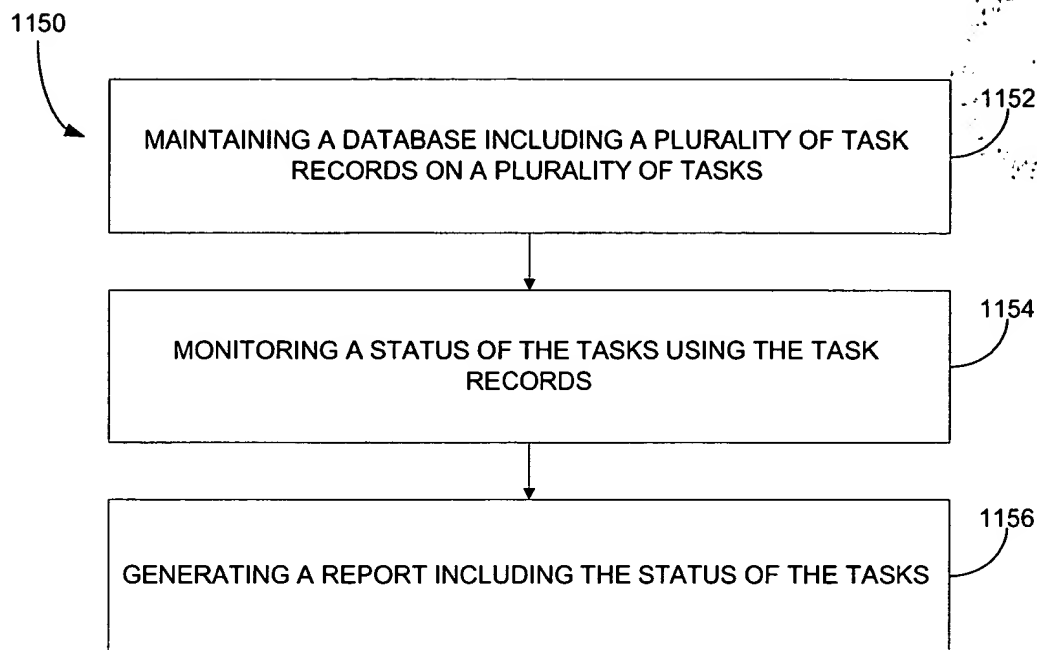 1150
1152
MAINTAINING A DATABASE INCLUDING A PLURALITY OF TASK
RECORDS ON A PLURALITY OF TASKS
1154
MONITORING A STATUS OF THE TASKS USING THE TASK
RECORDS
1156
GENERATING A REPORT INCLUDING THE STATUS OF THE TASKS